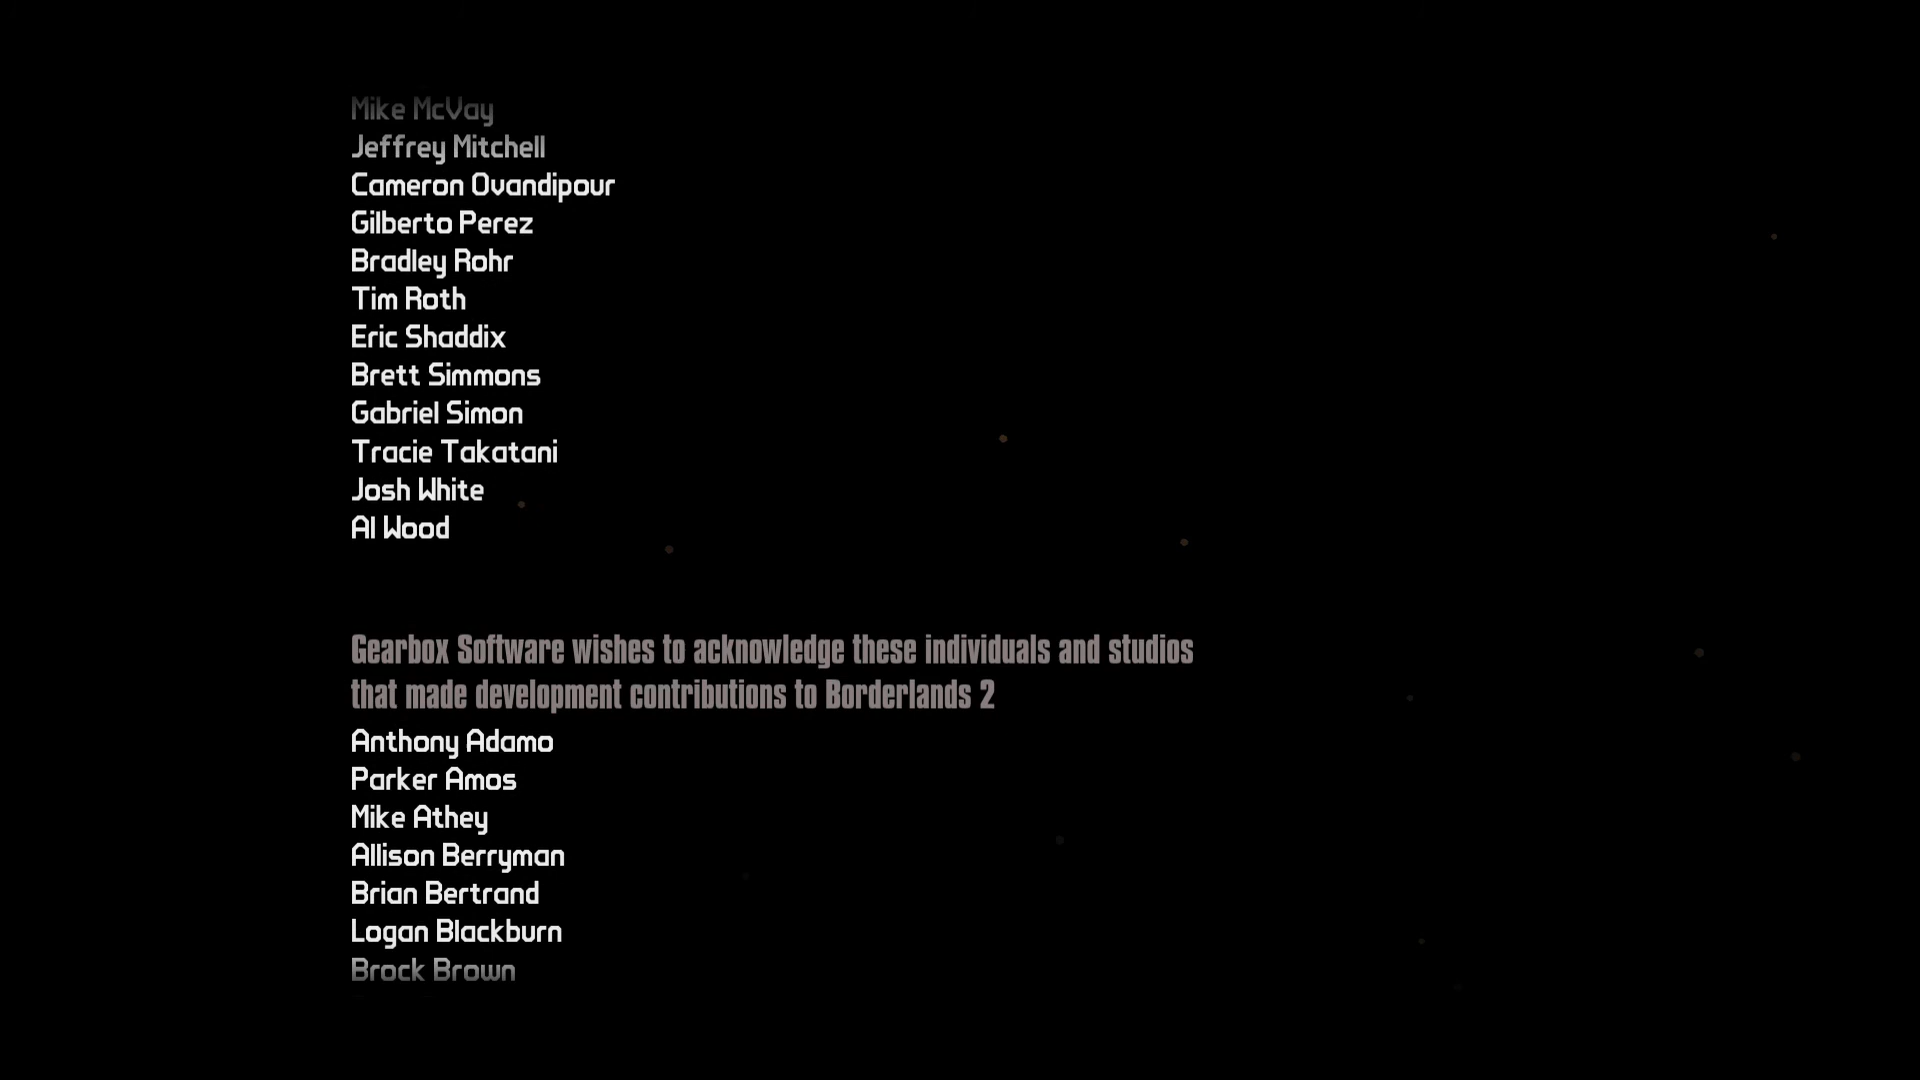 Mike McVay
Jeffrey Mitchell
Cameron Ovandipour
Gilberto Perez
Bradley Rohr
Tim Roth
Eric Shaddix
Brett Simmons
Gabriel Simon
Tracie Takatani
Josh White
Al Wood
Gearbox Software wishes to acknowledge these individuals and studios
that made development contributions to Borderlands 2
Anthony Adamo
Parker Amos
Mike Athey
Allison Berryman
Brian Bertrand
Logan Blackburn
Brock Brown